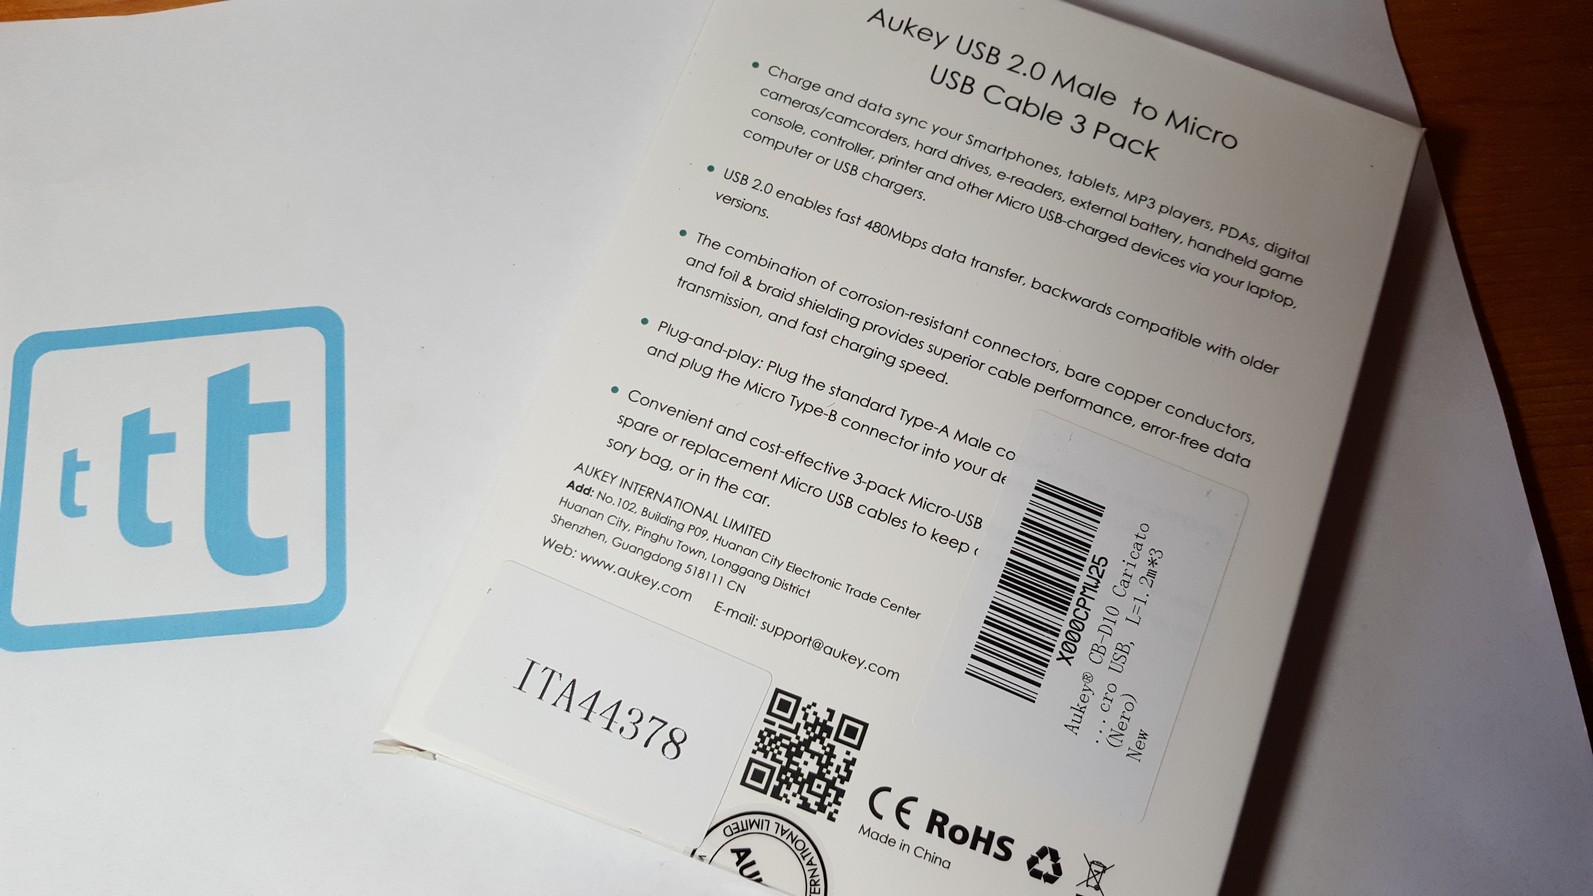 ttt
Aukey USB 2.0 Male to Micro
USB Cable 3 Pack
• Charge and data sync your Smartphones, tablets, MP3 players, PDAs, digital
cameras/camcorders, hard drives, e-readers, external battery, handheld game
console, controller, printer and other Micro USB-charged devices via your laptop,
computer or USB chargers.
• USB 2.0 enables fast 480Mbps data transfer, backwards compatible with older
versions.
• The combination of corrosion-resistant connectors, bare copper conductors,
and foil & braid shielding provides superior cable performance, error-free data
transmission, and fast charging speed.
• Plug-and-play: Plug the standard Type-A Male co
and plug the Micro Type-B connector into your de
• Convenient and cost-effective 3-pack Micro-USB
spare or replacement Micro USB cables to keep
sory bag, or in the car.
AUKEY INTERNATIONAL LIMITED
Add: No.102, Building P09, Huanan City Electronic Trade Center
Huanan City, Pinghu Town, Longgang District
Shenzhen, Guangdong 518111 CN
Web: www.aukey.com E-mail: support@aukey.com
X000CPMW25
Aukey® CB-D10 Caricato
...cro USB, L=1.2m*3
(Nero)
New
ITA44378
CE RoHS
Made in China
ERNATIONAL LIMITED
AU